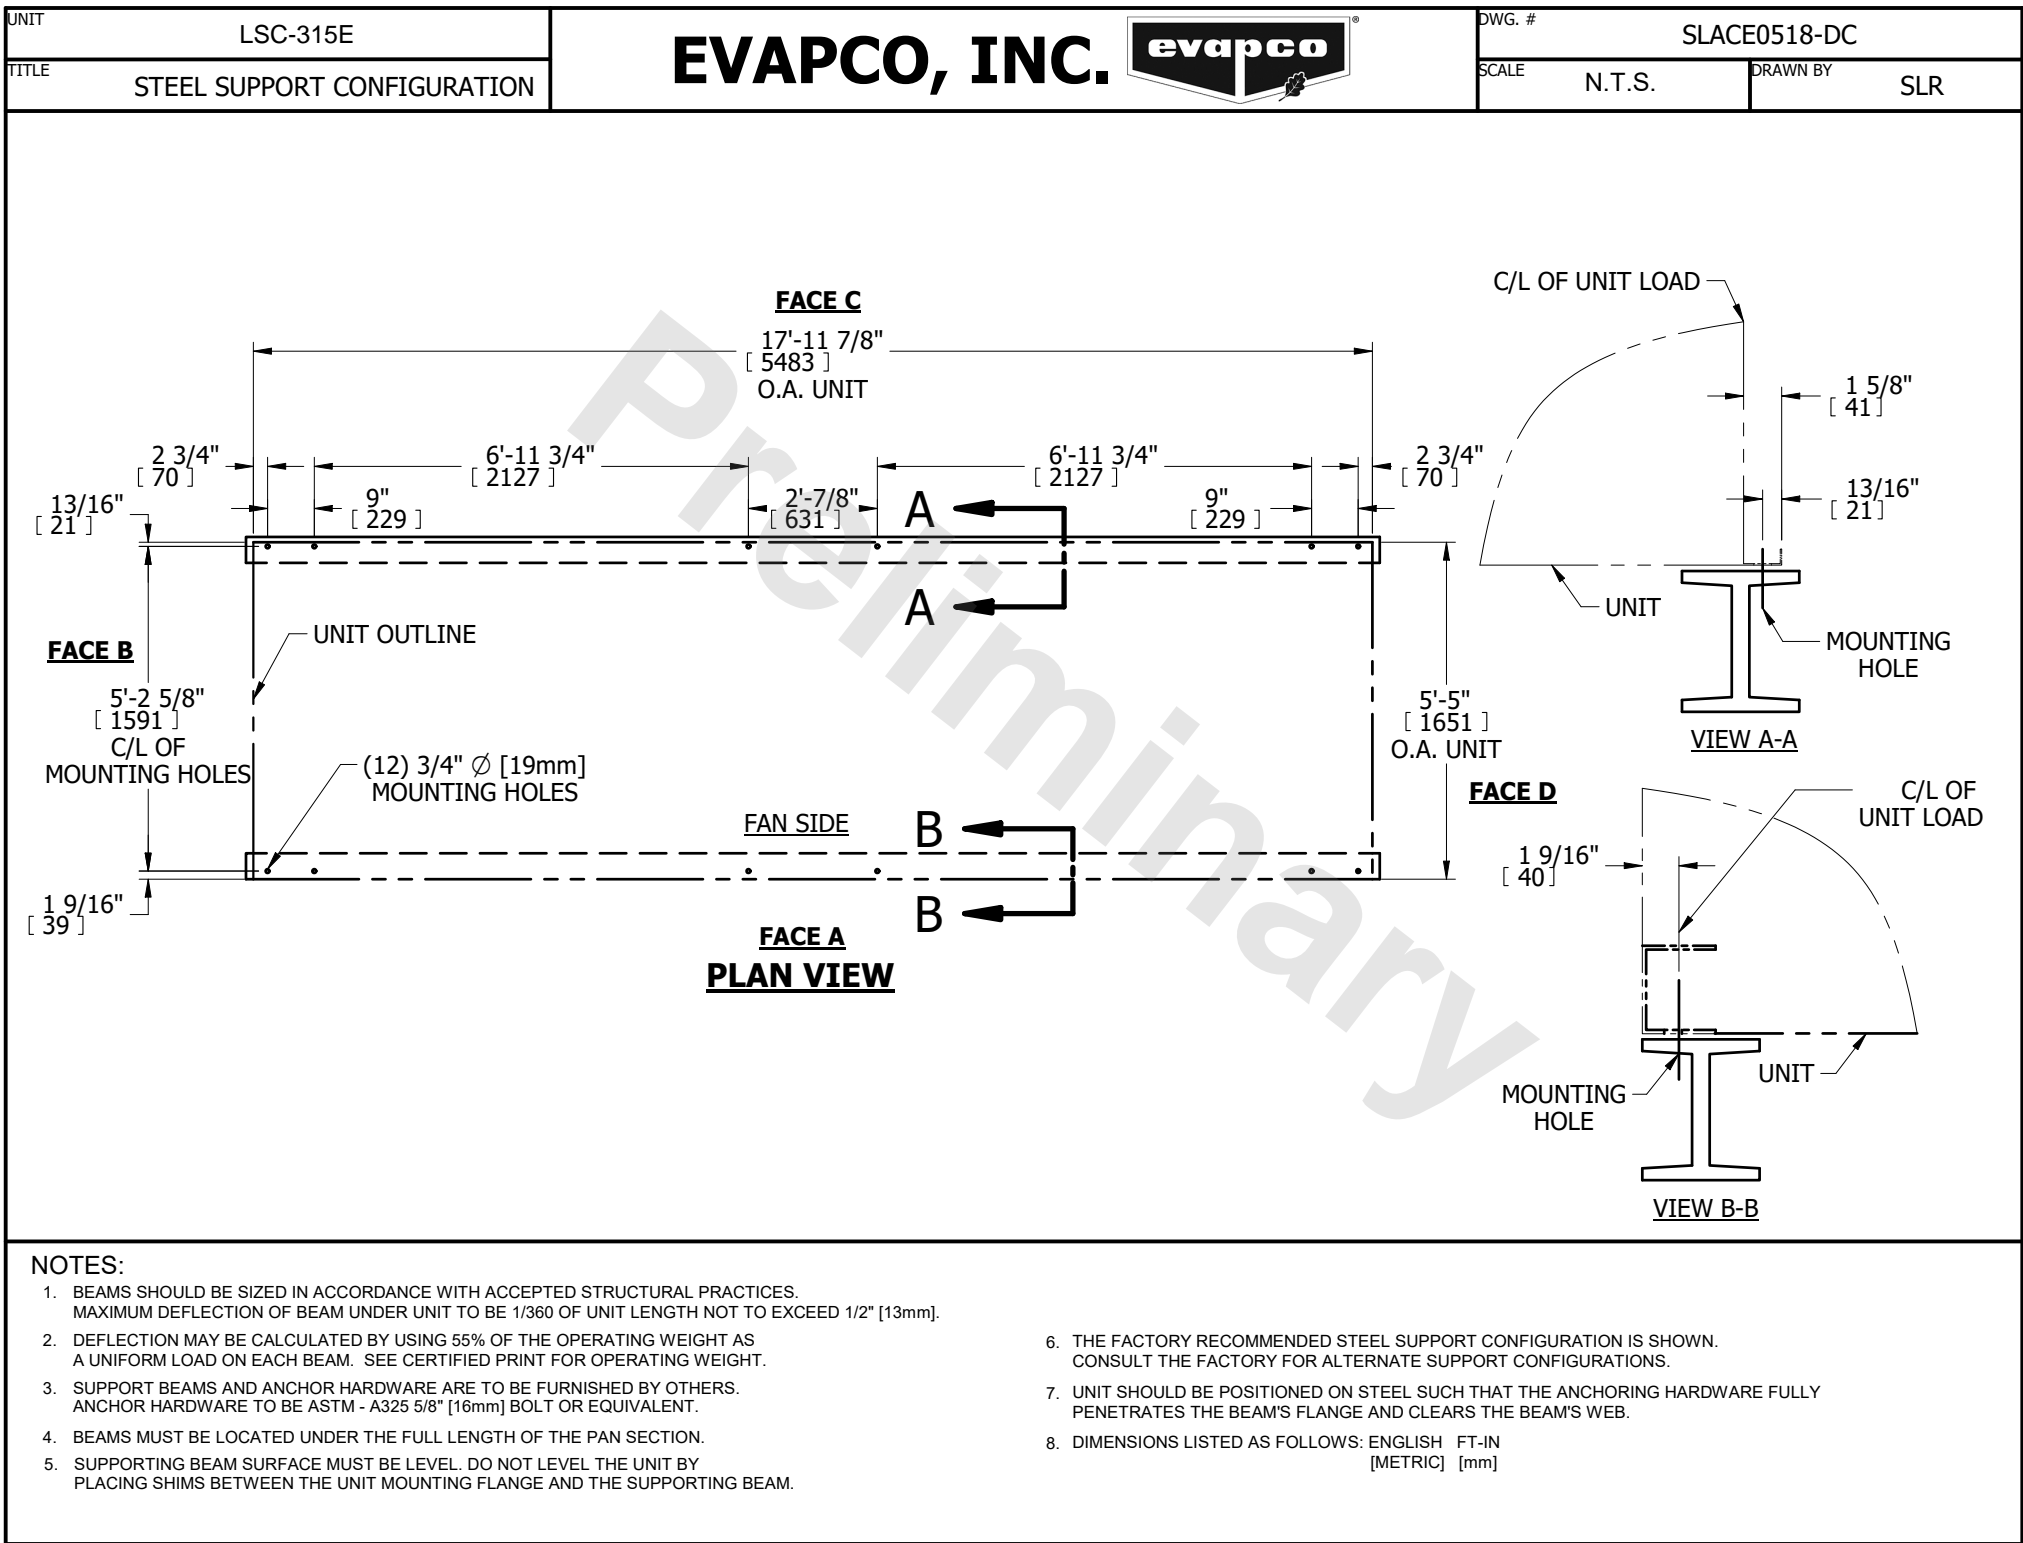 UNIT
LSC-315E
TITLE
STEEL SUPPORT CONFIGURATION
EVAPCO, INC.
evapco
®
DWG. #
SLACE0518-DC
SCALE
N.T.S.
DRAWN BY
SLR
FACE C
17'-11 7/8"
[ 5483 ]
O.A. UNIT
2 3/4"
[ 70 ]
6'-11 3/4"
[ 2127 ]
6'-11 3/4"
[ 2127 ]
2 3/4"
[ 70 ]
13/16"
[ 21 ]
9"
[ 229 ]
2'-7/8"
[ 631 ]
9"
[ 229 ]
A
A
UNIT OUTLINE
FACE B
5'-2 5/8"
[ 1591 ]
C/L OF
MOUNTING HOLES
(12) 3/4" ∅ [19mm]
MOUNTING HOLES
5'-5"
[ 1651 ]
O.A. UNIT
FACE D
FAN SIDE
B
B
1 9/16"
[ 39 ]
FACE A
PLAN VIEW
C/L OF UNIT LOAD
1 5/8"
[ 41 ]
13/16"
[ 21 ]
UNIT
MOUNTING
HOLE
VIEW A-A
C/L OF
UNIT LOAD
1 9/16"
[ 40 ]
UNIT
MOUNTING
HOLE
VIEW B-B
Preliminary
NOTES:
1. BEAMS SHOULD BE SIZED IN ACCORDANCE WITH ACCEPTED STRUCTURAL PRACTICES.
MAXIMUM DEFLECTION OF BEAM UNDER UNIT TO BE 1/360 OF UNIT LENGTH NOT TO EXCEED 1/2" [13mm].
2. DEFLECTION MAY BE CALCULATED BY USING 55% OF THE OPERATING WEIGHT AS
A UNIFORM LOAD ON EACH BEAM. SEE CERTIFIED PRINT FOR OPERATING WEIGHT.
3. SUPPORT BEAMS AND ANCHOR HARDWARE ARE TO BE FURNISHED BY OTHERS.
ANCHOR HARDWARE TO BE ASTM - A325 5/8" [16mm] BOLT OR EQUIVALENT.
4. BEAMS MUST BE LOCATED UNDER THE FULL LENGTH OF THE PAN SECTION.
5. SUPPORTING BEAM SURFACE MUST BE LEVEL. DO NOT LEVEL THE UNIT BY
PLACING SHIMS BETWEEN THE UNIT MOUNTING FLANGE AND THE SUPPORTING BEAM.
6. THE FACTORY RECOMMENDED STEEL SUPPORT CONFIGURATION IS SHOWN.
CONSULT THE FACTORY FOR ALTERNATE SUPPORT CONFIGURATIONS.
7. UNIT SHOULD BE POSITIONED ON STEEL SUCH THAT THE ANCHORING HARDWARE FULLY
PENETRATES THE BEAM'S FLANGE AND CLEARS THE BEAM'S WEB.
8. DIMENSIONS LISTED AS FOLLOWS: ENGLISH FT-IN
[METRIC] [mm]